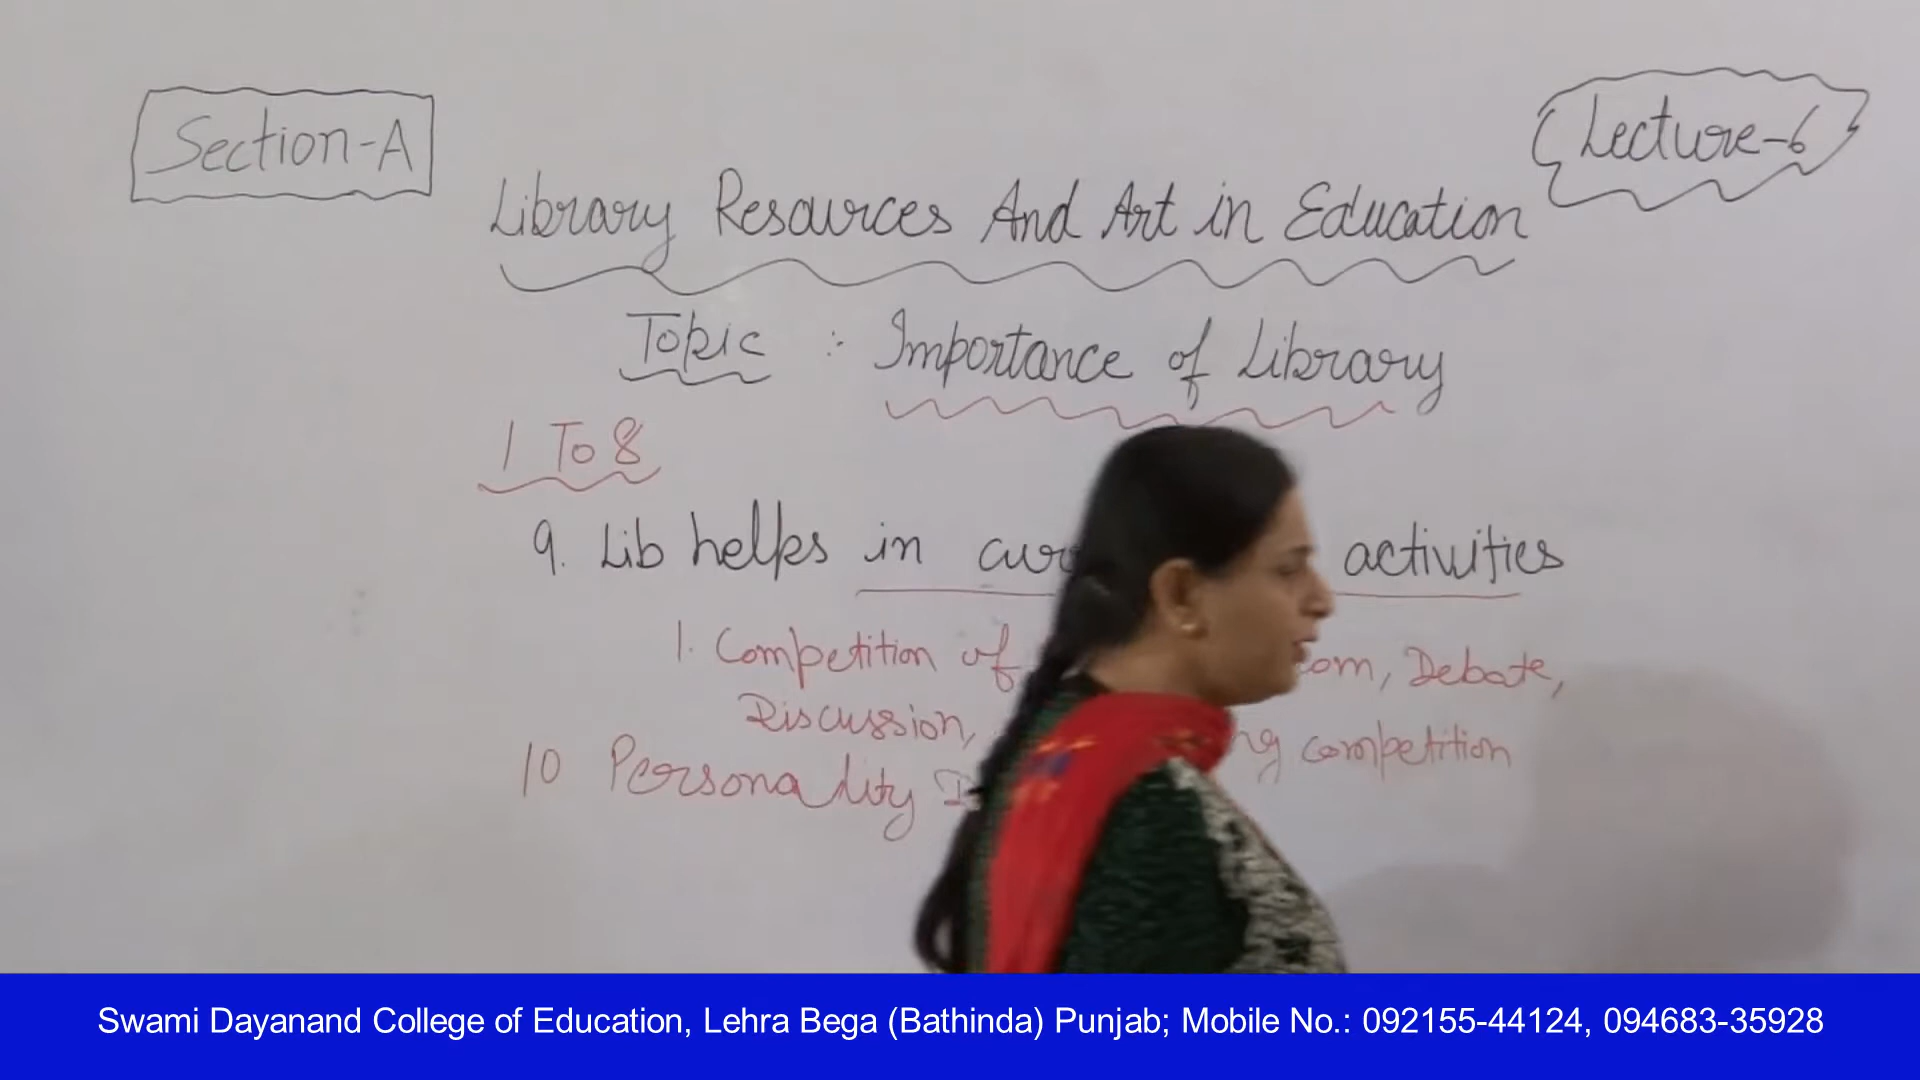 Section-A
Lecture-6
Library Resources And Art in Education
Topic : Importance of Library
1 To 8
9. Lib helps in activities
1. Competition of Debate,
Discussion, competition
10 Personality
Swami Dayanand College of Education, Lehra Bega (Bathinda) Punjab; Mobile No.: 092155-44124, 094683-35928